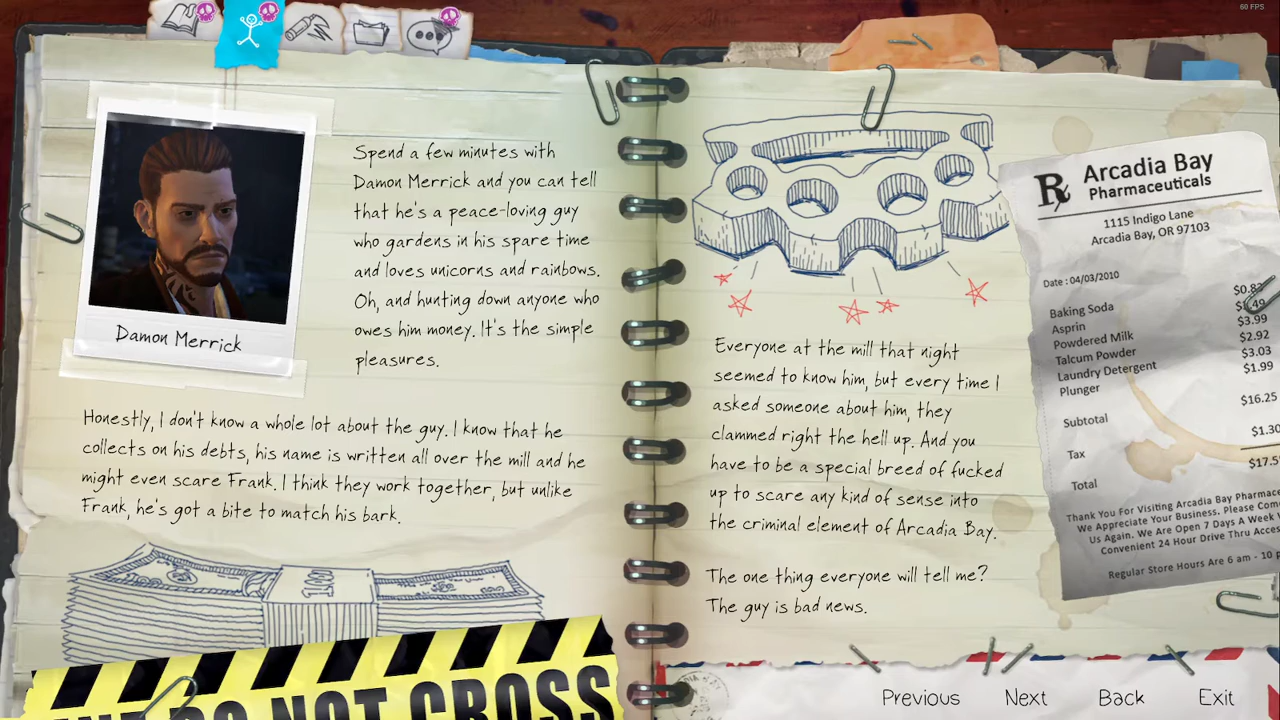 60 FPS
Damon Merrick
Spend a few minutes with
Damon Merrick and you can tell
that he's a peace-loving guy
who gardens in his spare time
and loves unicorns and rainbows.
Oh, and hunting down anyone who
owes him money. It's the simple
pleasures.
Honestly, I don't know a whole lot about the guy. I know that he
collects on his debts, his name is written all over the mill and he
might even scare Frank. I think they work together, but unlike
Frank, he's got a bite to match his bark.
100
DO NOT CROSS
Everyone at the mill that night
seemed to know him, but every time I
asked someone about him, they
clammed right the hell up. And you
have to be a special breed of fucked
up to scare any kind of sense into
the criminal element of Arcadia Bay.
The one thing everyone will tell me?
The guy is bad news.
Rx Arcadia Bay
Pharmaceuticals
1115 Indigo Lane
Arcadia Bay, OR 97103
Date : 04/03/2010
Baking Soda
Asprin $1.49
Powdered Milk $3.99
Talcum Powder $2.92
Laundry Detergent $3.03
Plunger $1.99
Subtotal $16.25
Tax $1.30
Total
Thank You For Visiting Arcadia Bay
We Appreciate Your Business. Please
Us Again. We Are Open 7 Days A Week
Convenient 24 Hour Drive Thru
Regular Store Hours Are 6 am - 10
Previous Next Back Exit